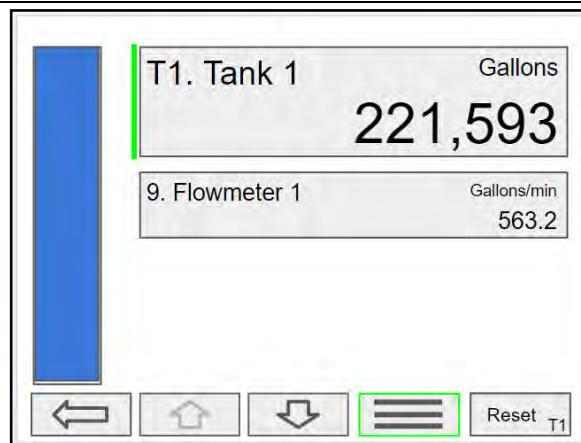 T1. Tank 1 Gallons
221,593
9. Flowmeter 1 Gallons/min
563.2
Reset T1